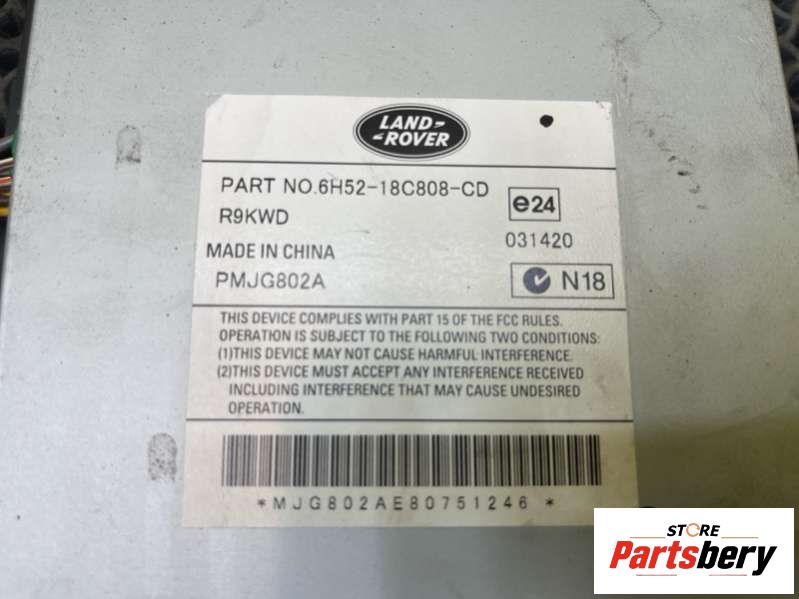 LAND-
-ROVER
PART NO.6H52-18C808-CD
R9KWD
e24
MADE IN CHINA
031420
PMJG802A
N18
THIS DEVICE COMPLIES WITH PART 15 OF THE FCC RULES.
OPERATION IS SUBJECT TO THE FOLLOWING TWO CONDITIONS:
(1)THIS DEVICE MAY NOT CAUSE HARMFUL INTERFERENCE.
(2)THIS DEVICE MUST ACCEPT ANY INTERFERENCE RECEIVED
INCLUDING INTERFERENCE THAT MAY CAUSE UNDESIRED
OPERATION.
*MJG802AE80751246*
STORE
Partsbery